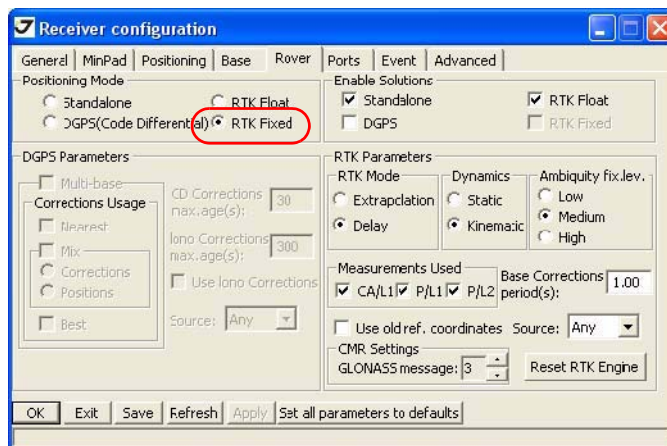 Receiver configuration
General MinPad Positioning Base Rover Ports Event Advanced
Positioning Mode
Standalone RTK Float
DGPS(Code Differential) RTK Fixed
Enable Solutions
Standalone RTK Float
DGPS RTK Fixed
DGPS Parameters
Multi-base
Corrections Usage
Nearest
Mix
Corrections
Positions
Best
CD Corrections max.age(s): 30
Iono Corrections max.age(s): 300
Use Iono Corrections
Source: Any
RTK Parameters
RTK Mode
Extrapolation
Delay
Dynamics
Static
Kinematic
Ambiquity fix.lev.
Low
Medium
High
Measurements Used
CA/L1 P/L1 P/L2
Base Corrections period(s): 1.00
Use old ref. coordinates Source: Any
CMR Settings
GLONASS message: 3
Reset RTK Engine
OK Exit Save Refresh Apply Set all parameters to defaults